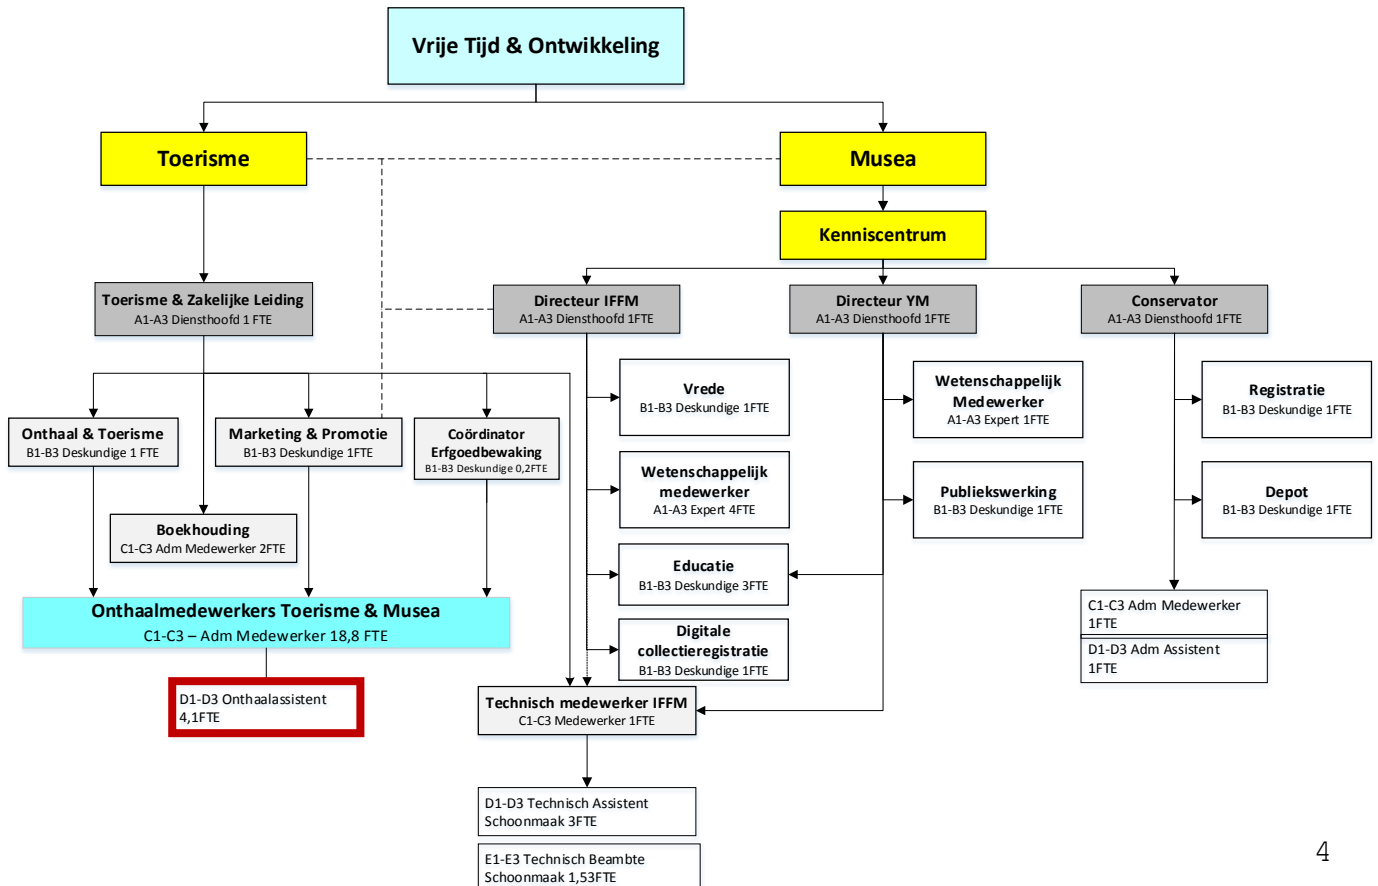 Vrije Tijd & Ontwikkeling
Toerisme
Musea
Kenniscentrum
Toerisme & Zakelijke Leiding
A1-A3 Diensthoofd 1 FTE
Directeur IFFM
A1-A3 Diensthoofd 1FTE
Directeur YM
A1-A3 Diensthoofd 1FTE
Conservator
A1-A3 Diensthoofd 1FTE
Onthaal & Toerisme
B1-B3 Deskundige 1 FTE
Marketing & Promotie
B1-B3 Deskundige 1FTE
Coördinator
Erfgoedbewaking
B1-B3 Deskundige 0,2FTE
Boekhouding
C1-C3 Adm Medewerker 2FTE
Onthaalmedewerkers Toerisme & Musea
C1-C3 – Adm Medewerker 18,8 FTE
D1-D3 Onthaalassistent
4,1FTE
Vrede
B1-B3 Deskundige 1FTE
Wetenschappelijk
medewerker
A1-A3 Expert 4FTE
Educatie
B1-B3 Deskundige 3FTE
Digitale
collectieregistratie
B1-B3 Deskundige 1FTE
Technisch medewerker IFFM
C1-C3 Medewerker 1FTE
D1-D3 Technisch Assistent
Schoonmaak 3FTE
E1-E3 Technisch Beambte
Schoonmaak 1,53FTE
Wetenschappelijk
Medewerker
A1-A3 Expert 1FTE
Publiekswerking
B1-B3 Deskundige 1FTE
Registratie
B1-B3 Deskundige 1FTE
Depot
B1-B3 Deskundige 1FTE
C1-C3 Adm Medewerker
1FTE
D1-D3 Adm Assistent
1FTE
4